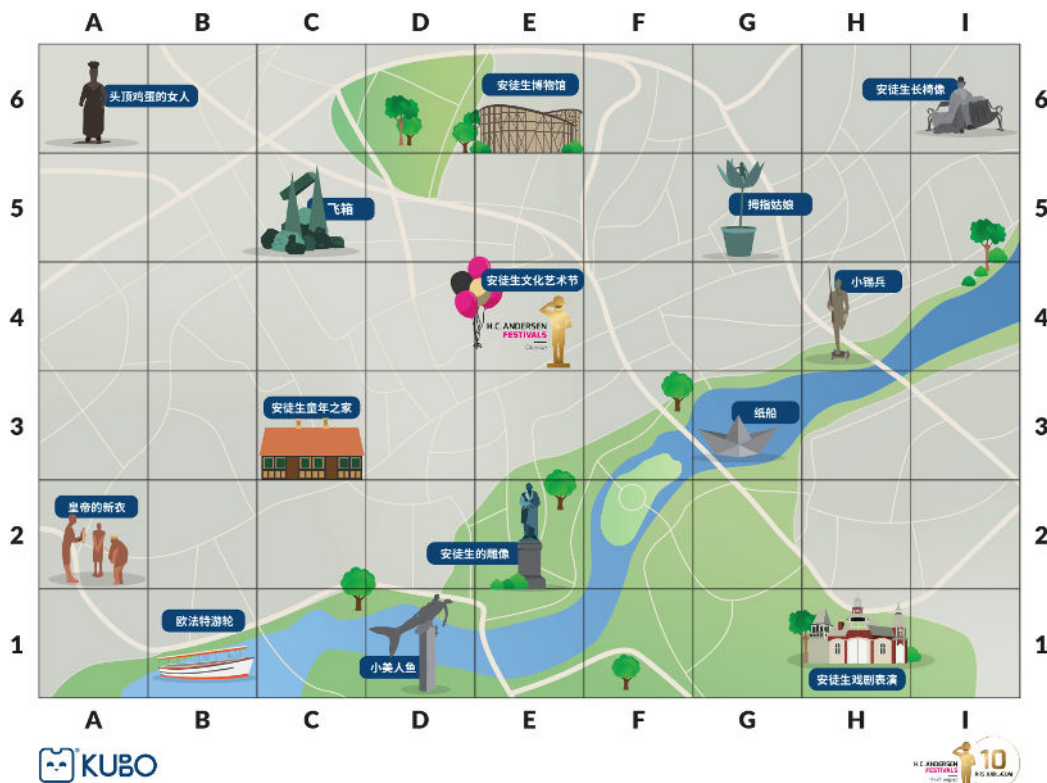 A B C D E F G H I
6 头顶鸡蛋的女人 安徒生博物馆 安徒生长椅像 6
5 飞箱 拇指姑娘 5
安徒生文化艺术节 小锡兵
4 4
H.C. ANDERSEN
FESTIVALS
Odense
3 安徒生童年之家 纸船 3
皇帝的新衣
2 2
安徒生的雕像
欧法特游轮
1 1
小美人鱼
安徒生戏剧表演
A B C D E F G H I
KUBO
H.C. ANDERSEN
FESTIVALS
10
ÅRS JUBILÆUM